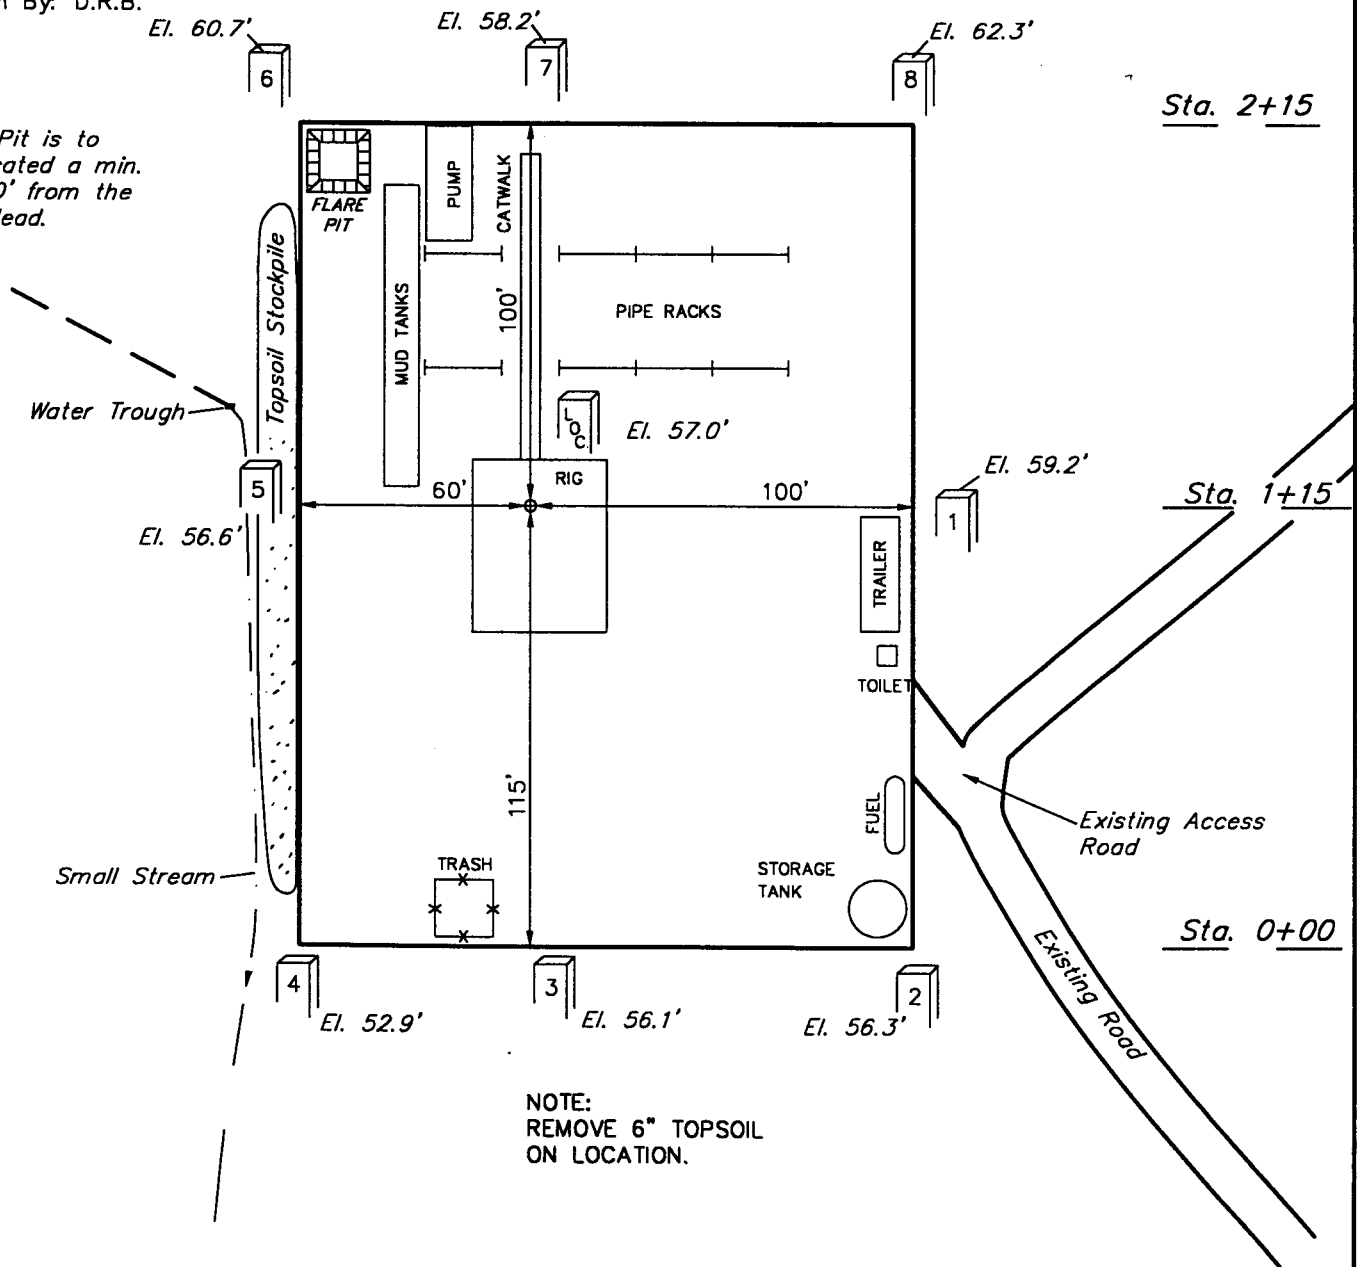 By: D.R.B.
El. 60.7'
El. 58.2'
El. 62.3'
6
7
8
Sta. 2+15
Pit is to
a min.
from the
FLARE
PIT
PUMP
CATWALK
Topsoil Stockpile
MUD TANKS
100'
PIPE RACKS
Water Trough
LOC.
El. 57.0'
5
RIG
El. 59.2'
60'
100'
Sta. 1+15
1
El. 56.6'
TRAILER
TOILET
115'
FUEL
Existing Access
Road
TRASH
STORAGE
TANK
Small Stream
Sta. 0+00
Existing Road
4
3
2
El. 52.9'
El. 56.1'
El. 56.3'
NOTE:
REMOVE 6" TOPSOIL
ON LOCATION.